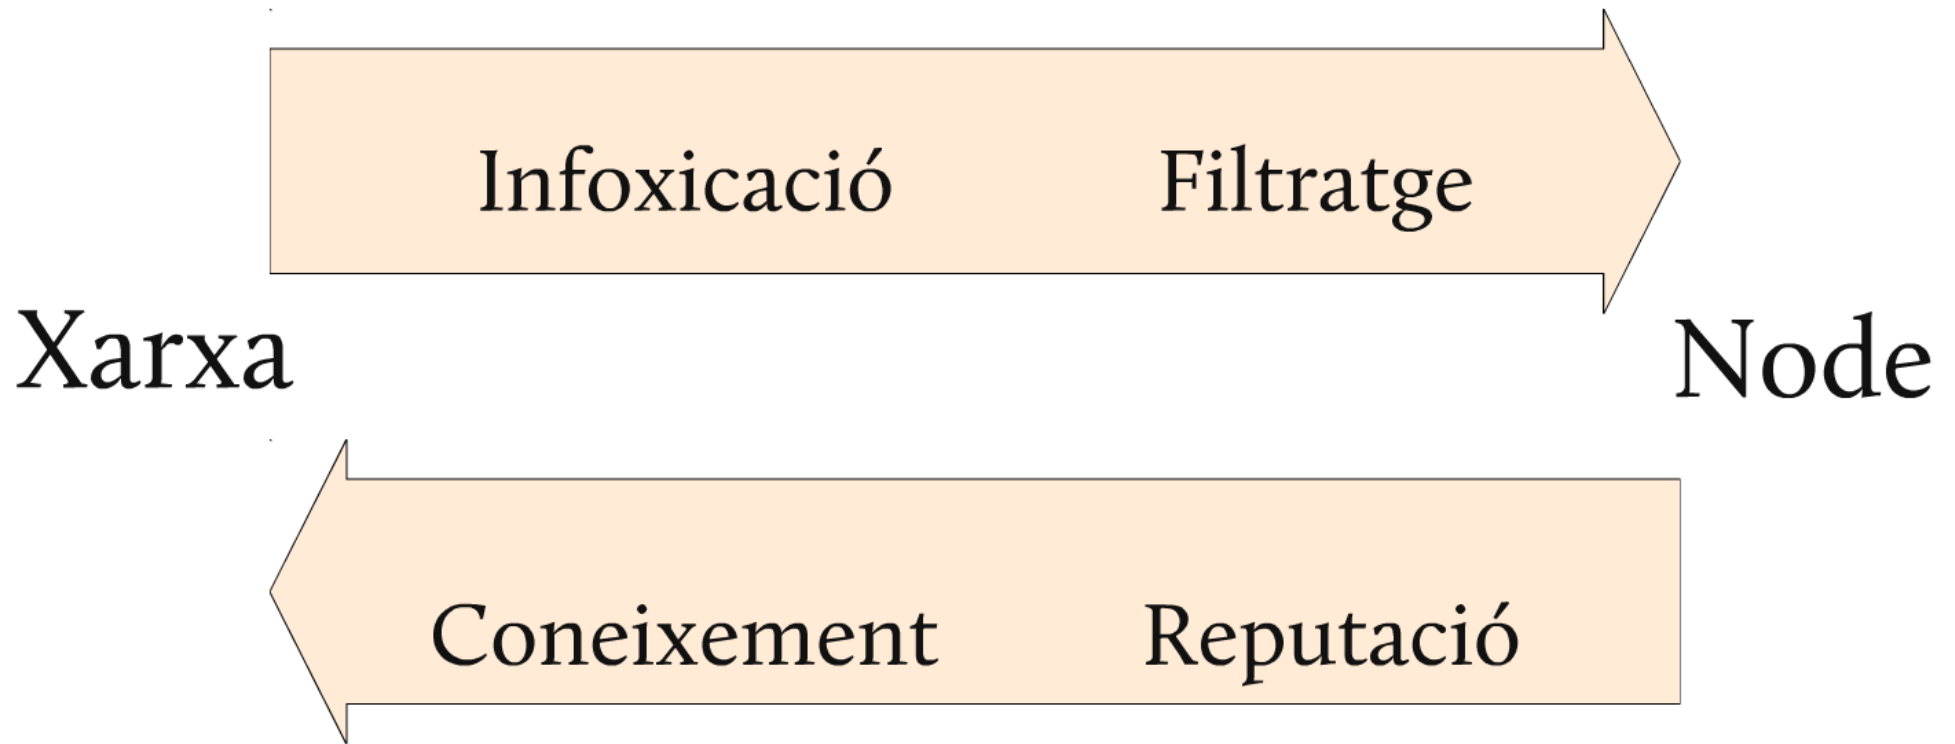 Infoxicació Filtratge
Xarxa Node
Coneixement Reputació